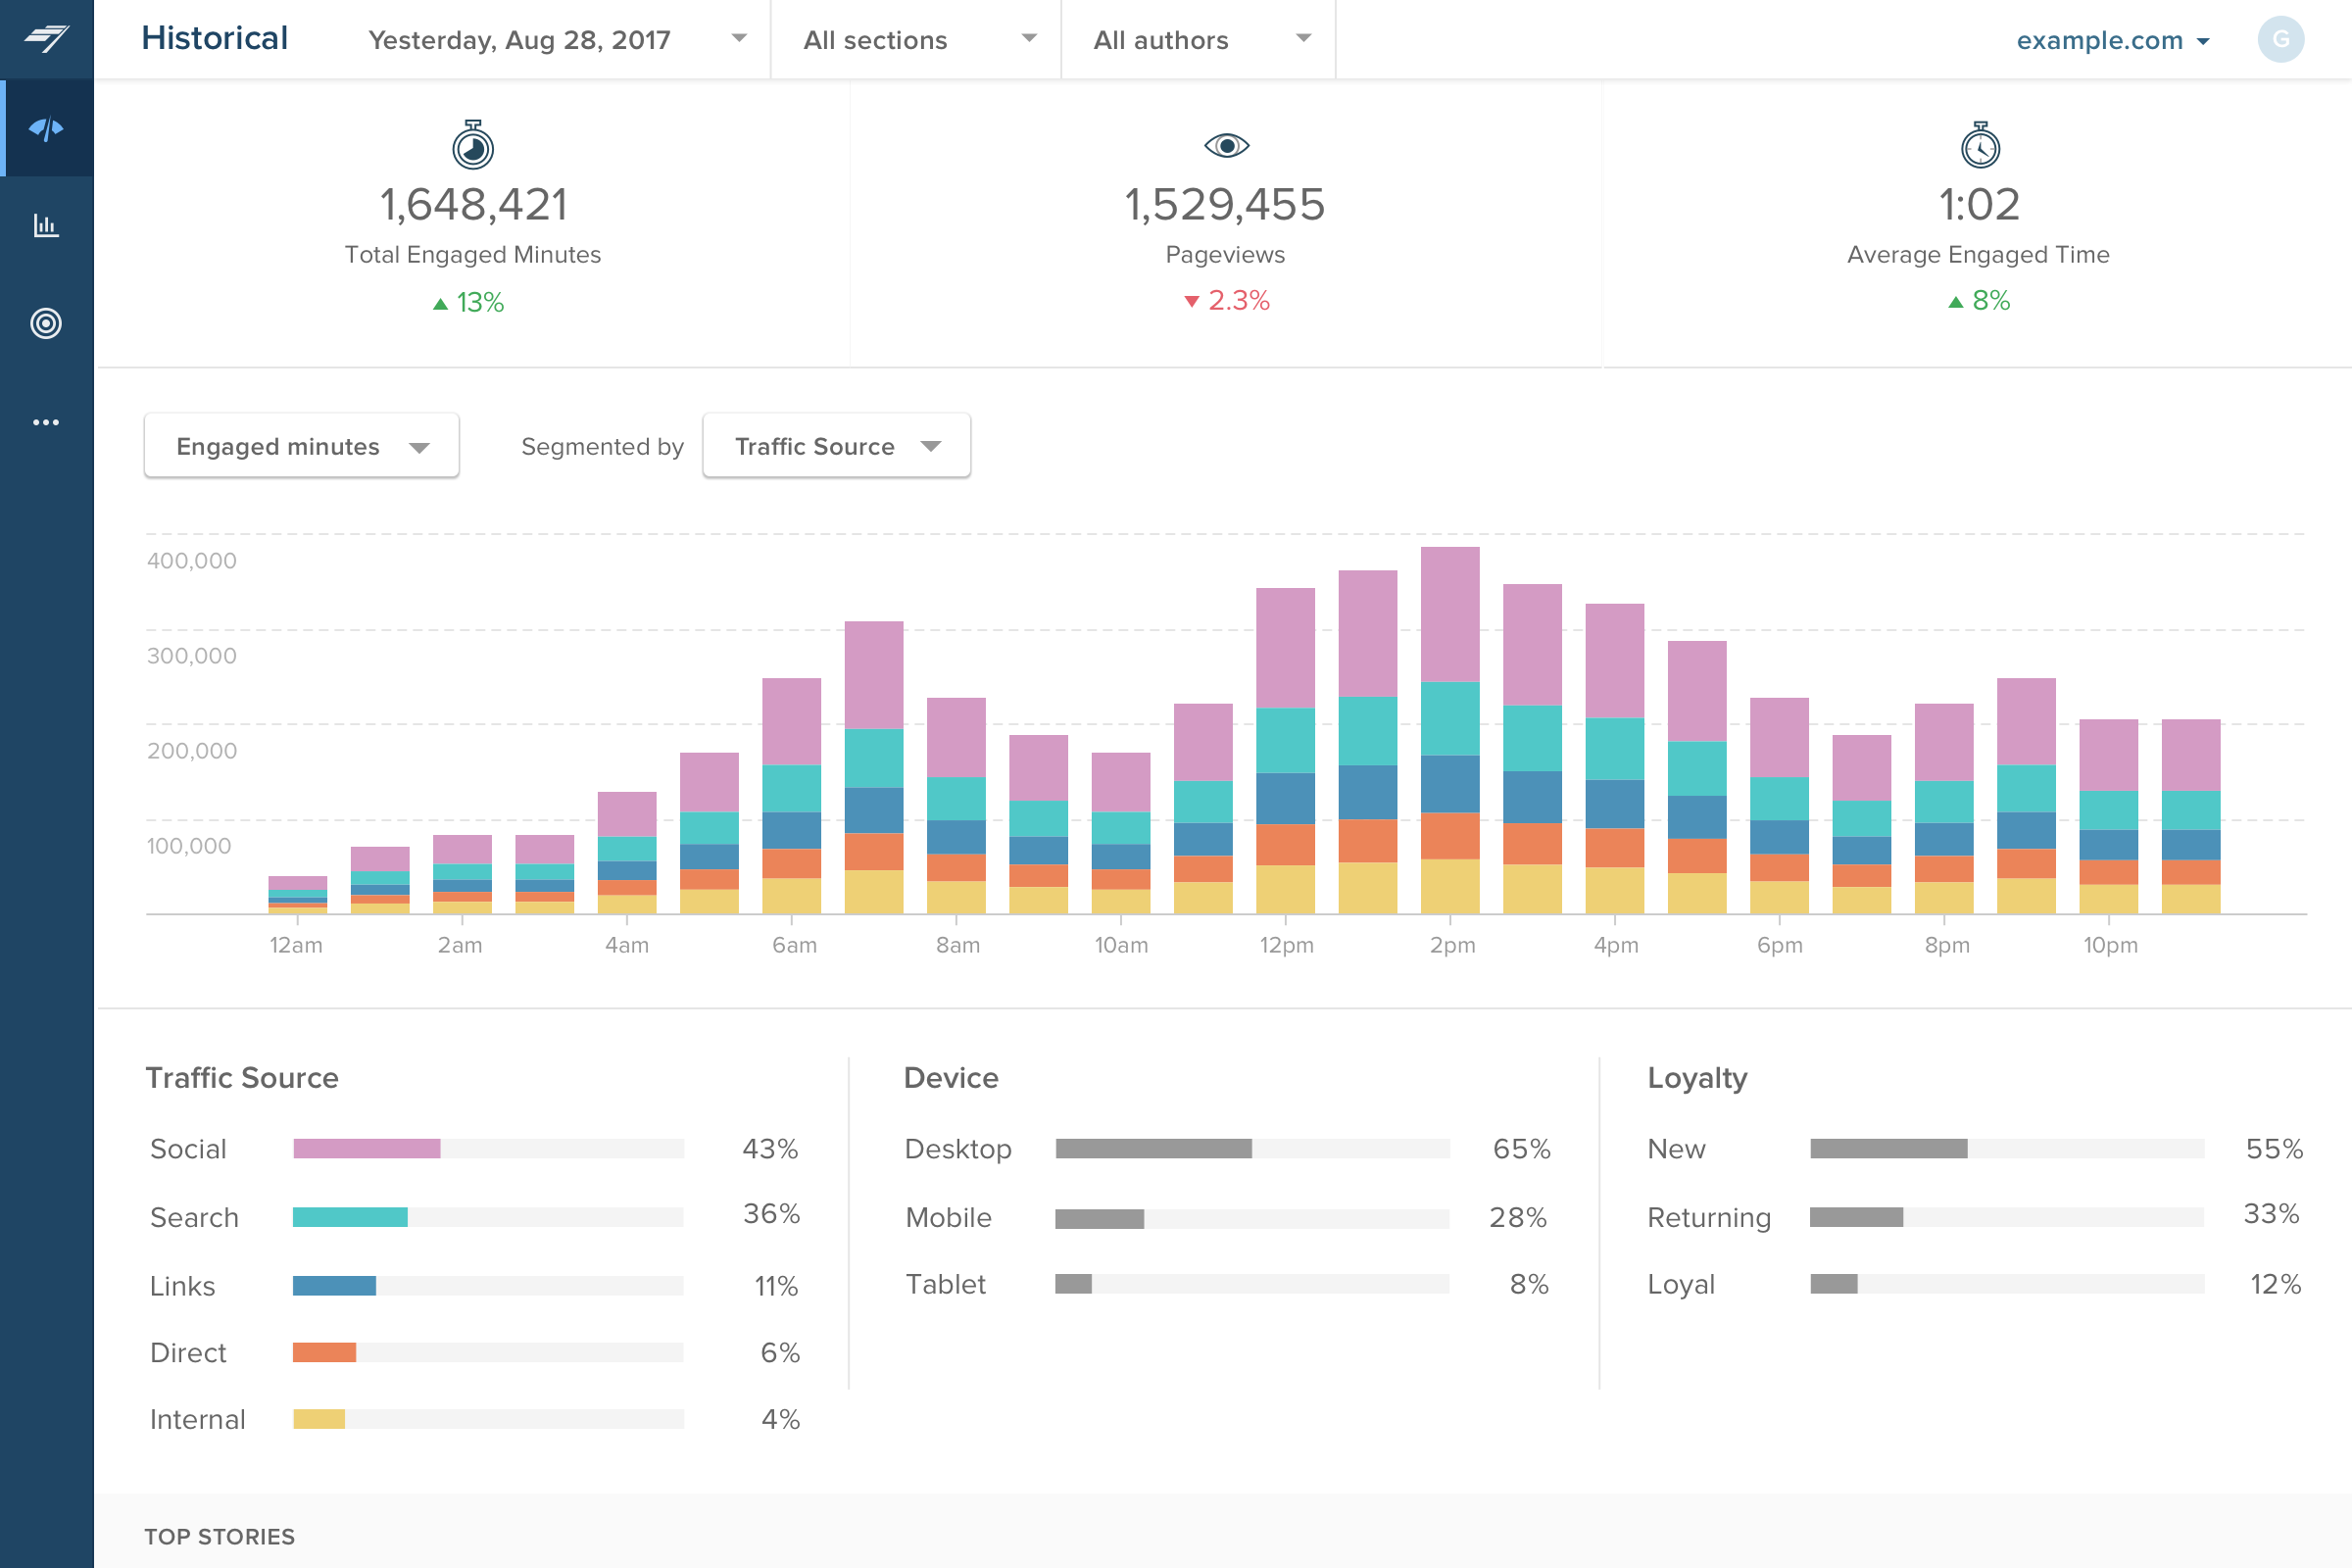 Historical
Yesterday, Aug 28, 2017
All sections
All authors
example.com
G
1,648,421
Total Engaged Minutes
13%
1,529,455
Pageviews
2.3%
1:02
Average Engaged Time
8%
Engaged minutes
Segmented by
Traffic Source
400,000
300,000
200,000
100,000
12am 2am 4am 6am 8am 10am 12pm 2pm 4pm 6pm 8pm 10pm
Traffic Source
Social 43%
Search 36%
Links 11%
Direct 6%
Internal 4%
Device
Desktop 65%
Mobile 28%
Tablet 8%
Loyalty
New 55%
Returning 33%
Loyal 12%
TOP STORIES